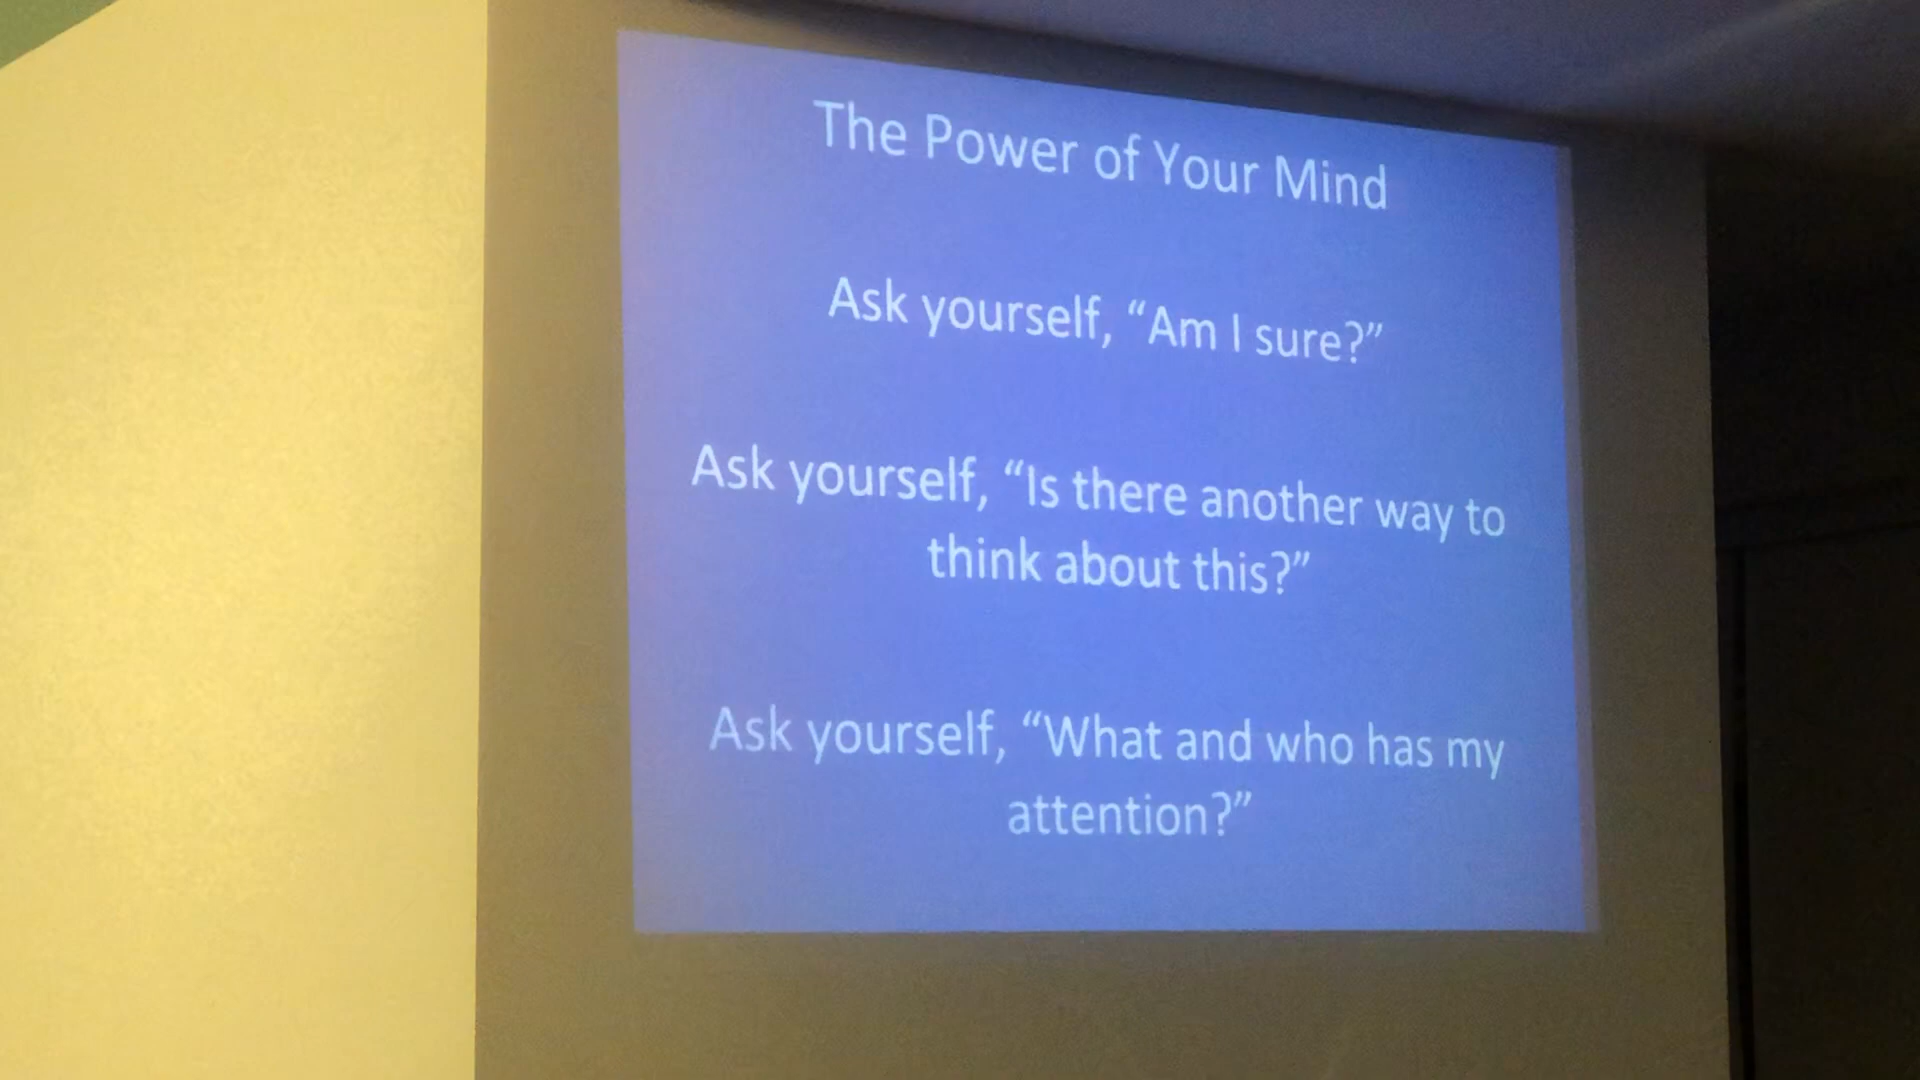 The Power of Your Mind
Ask yourself, “Am I sure?”
Ask yourself, “Is there another way to
think about this?”
Ask yourself, “What and who has my
attention?”